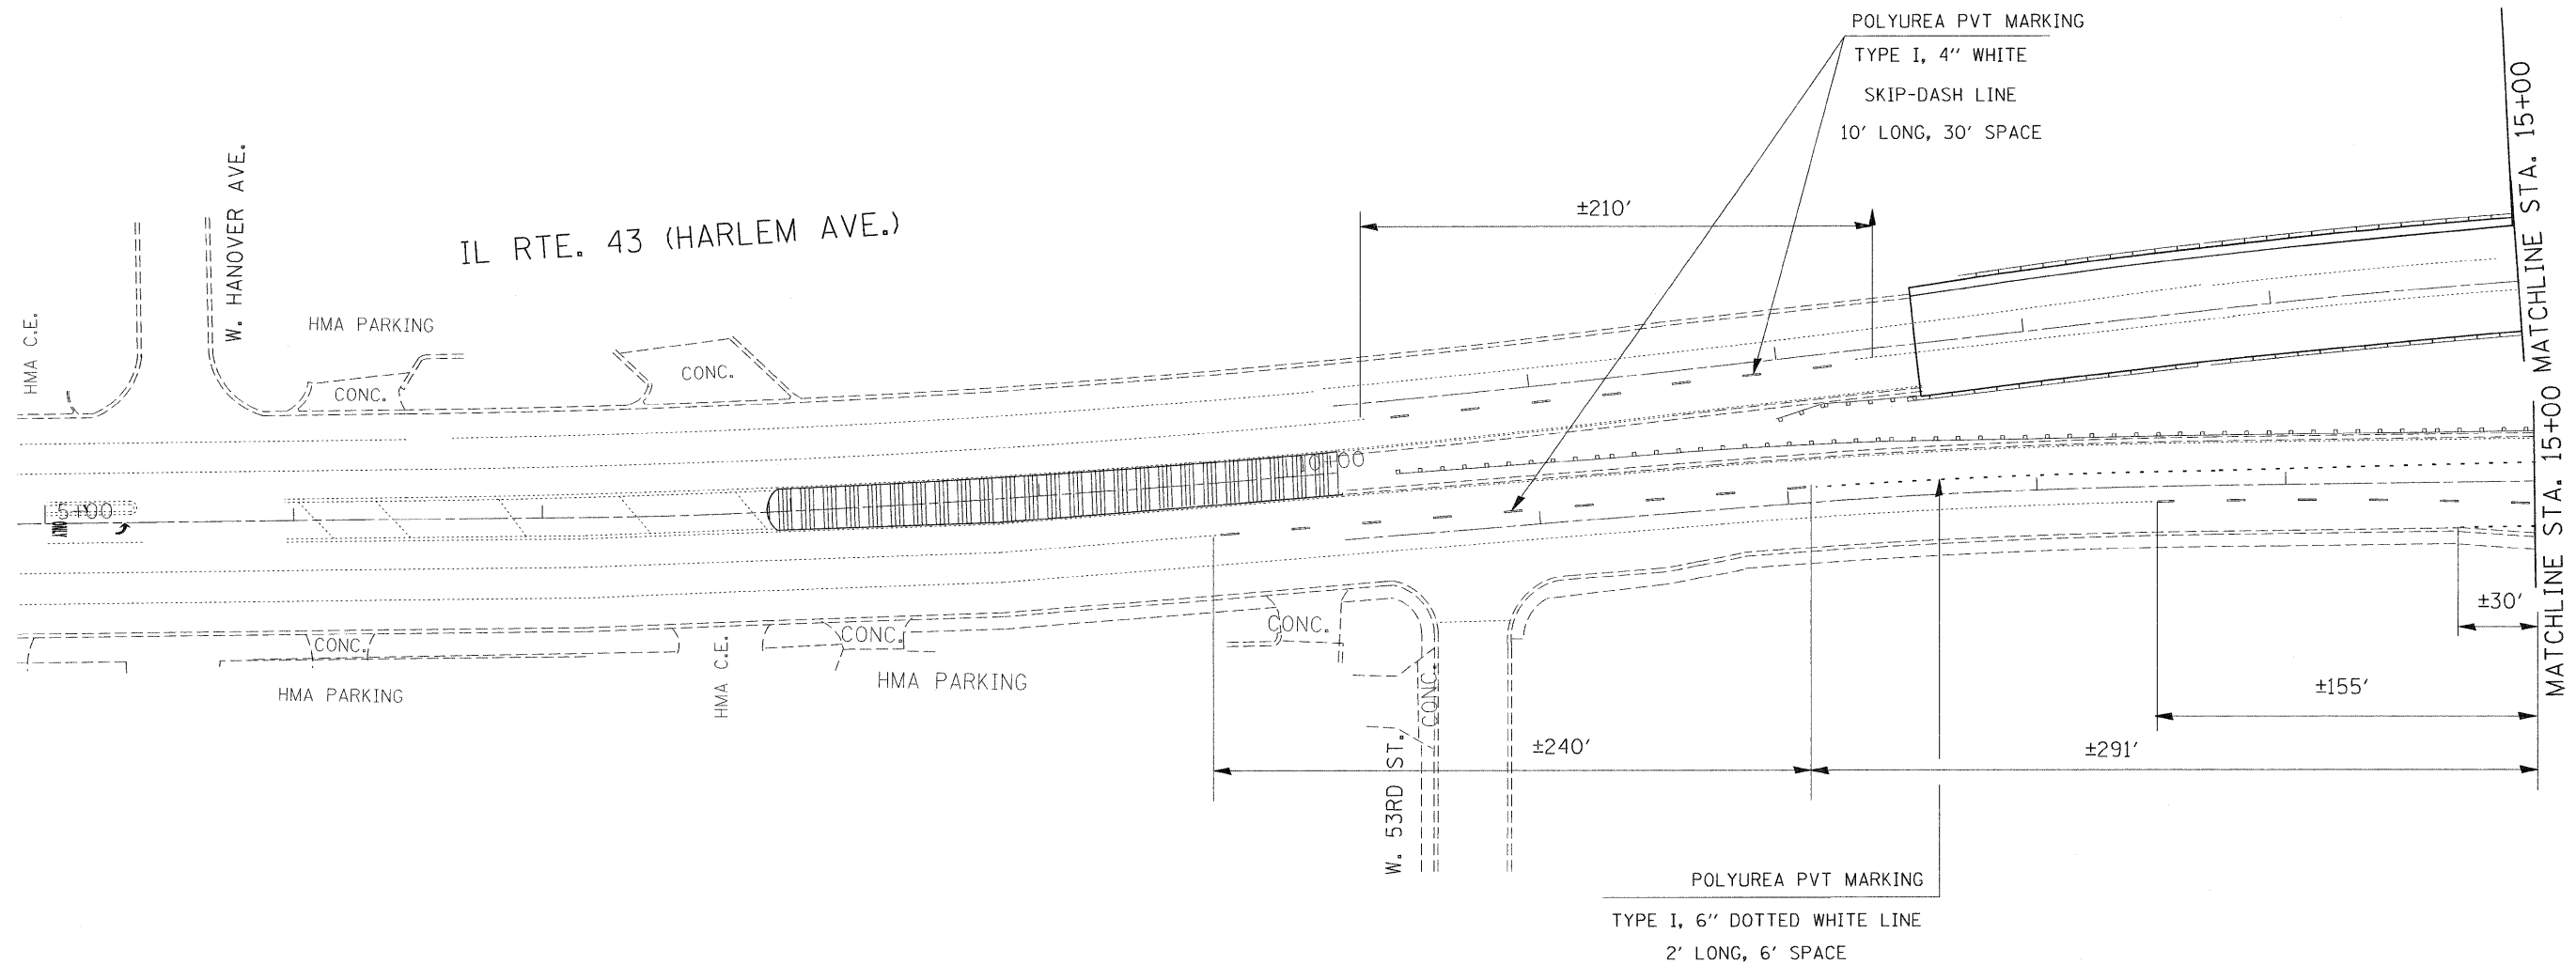 POLYUREA PVT MARKING
TYPE I, 4" WHITE
SKIP-DASH LINE
10' LONG, 30' SPACE
MATCHLINE STA. 15+00
W. HANOVER AVE.
IL RTE. 43 (HARLEM AVE.)
±210'
HMA C.E.
HMA PARKING
CONC.
CONC.
10+00
5+00
MATCHLINE STA. 15+00
±30'
CONC.
CONC.
CONC.
HMA C.E.
HMA PARKING
HMA PARKING
CONC.
±155'
±240'
±291'
W. 53RD ST.
POLYUREA PVT MARKING
TYPE I, 6" DOTTED WHITE LINE
2' LONG, 6' SPACE